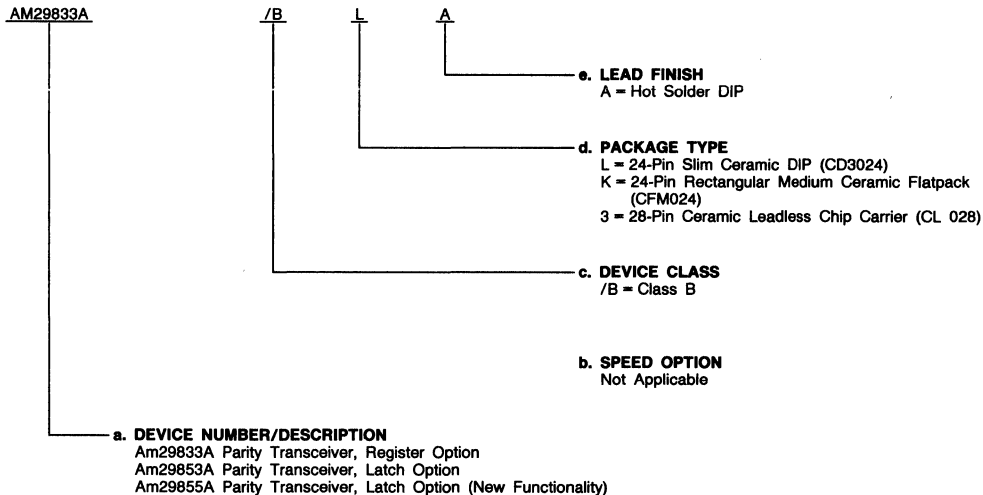 AM29833A /B L A
e. LEAD FINISH
A = Hot Solder DIP
d. PACKAGE TYPE
L = 24-Pin Slim Ceramic DIP (CD3024)
K = 24-Pin Rectangular Medium Ceramic Flatpack
(CFM024)
3 = 28-Pin Ceramic Leadless Chip Carrier (CL 028)
c. DEVICE CLASS
/B = Class B
b. SPEED OPTION
Not Applicable
a. DEVICE NUMBER/DESCRIPTION
Am29833A Parity Transceiver, Register Option
Am29853A Parity Transceiver, Latch Option
Am29855A Parity Transceiver, Latch Option (New Functionality)